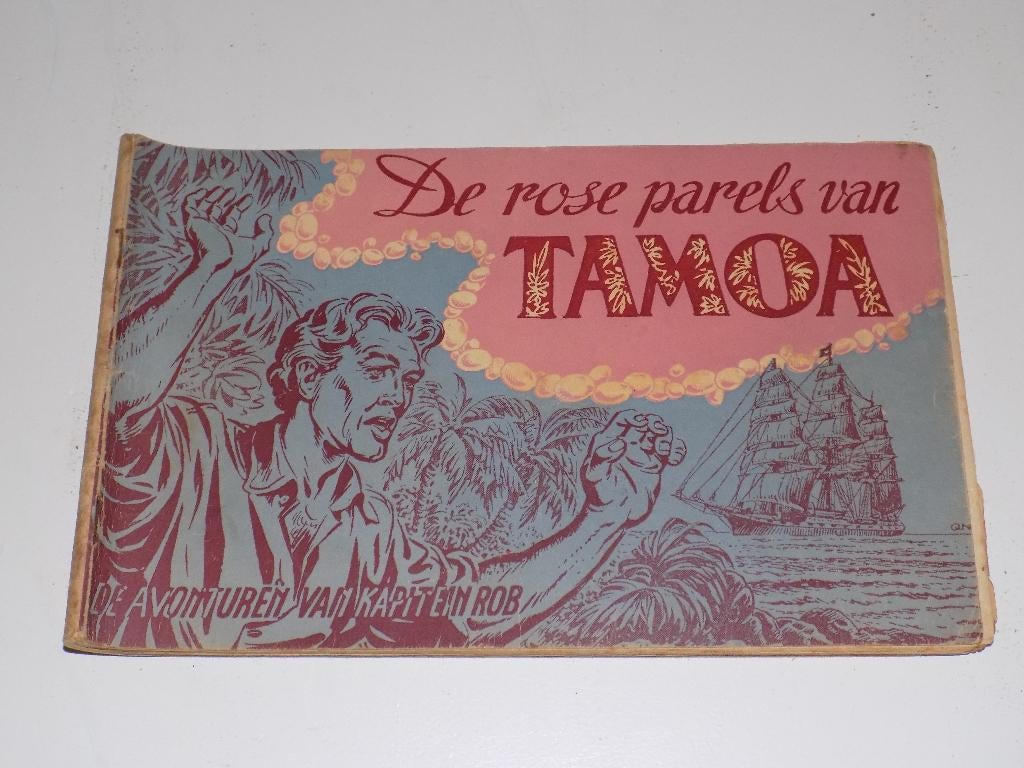 De rose parels van
TAMOA
DE AVONTUREN VAN KAPITEIN ROB